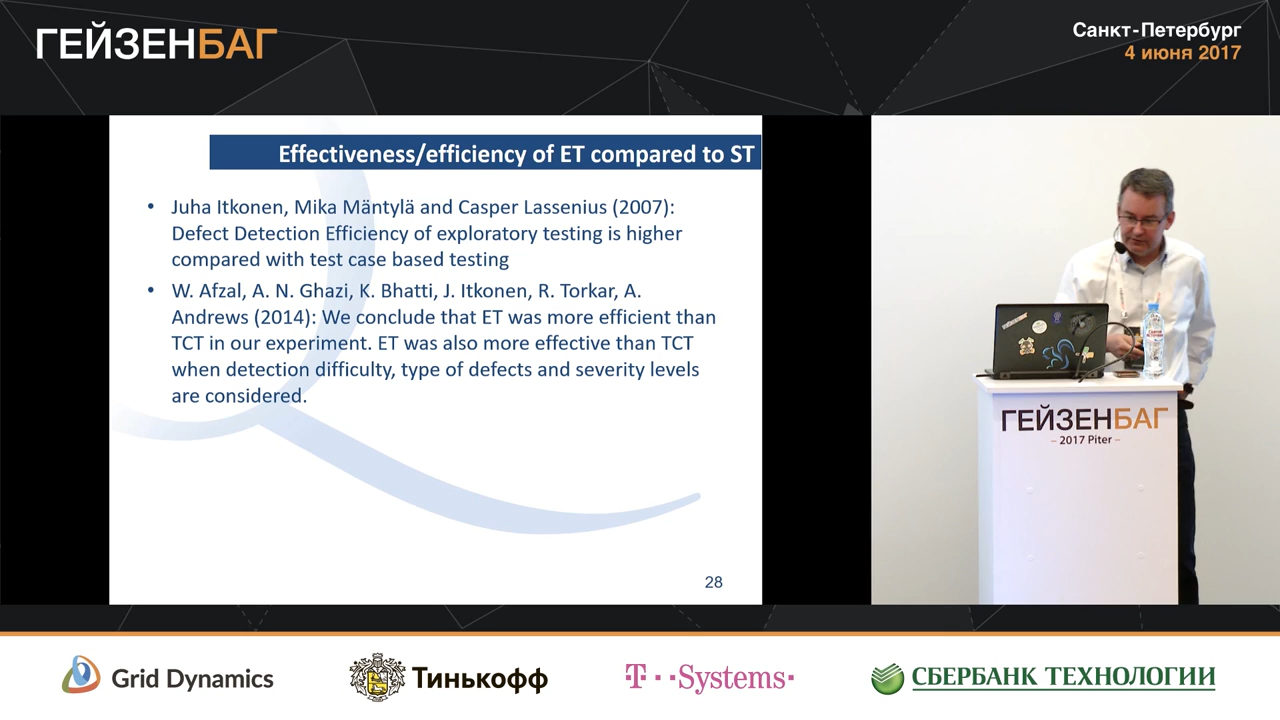 ГЕЙЗЕНБАГ
Санкт-Петербург
4 июня 2017
Effectiveness/efficiency of ET compared to ST
• Juha Itkonen, Mika Mäntylä and Casper Lassenius (2007):
Defect Detection Efficiency of exploratory testing is higher
compared with test case based testing
• W. Afzal, A. N. Ghazi, K. Bhatti, J. Itkonen, R. Torkar, A.
Andrews (2014): We conclude that ET was more efficient than
TCT in our experiment. ET was also more effective than TCT
when detection difficulty, type of defects and severity levels
are considered.
28
ГЕЙЗЕНБАГ
– 2017 Piter –
Grid Dynamics
Тинькофф
T··Systems·
СБЕРБАНК ТЕХНОЛОГИИ